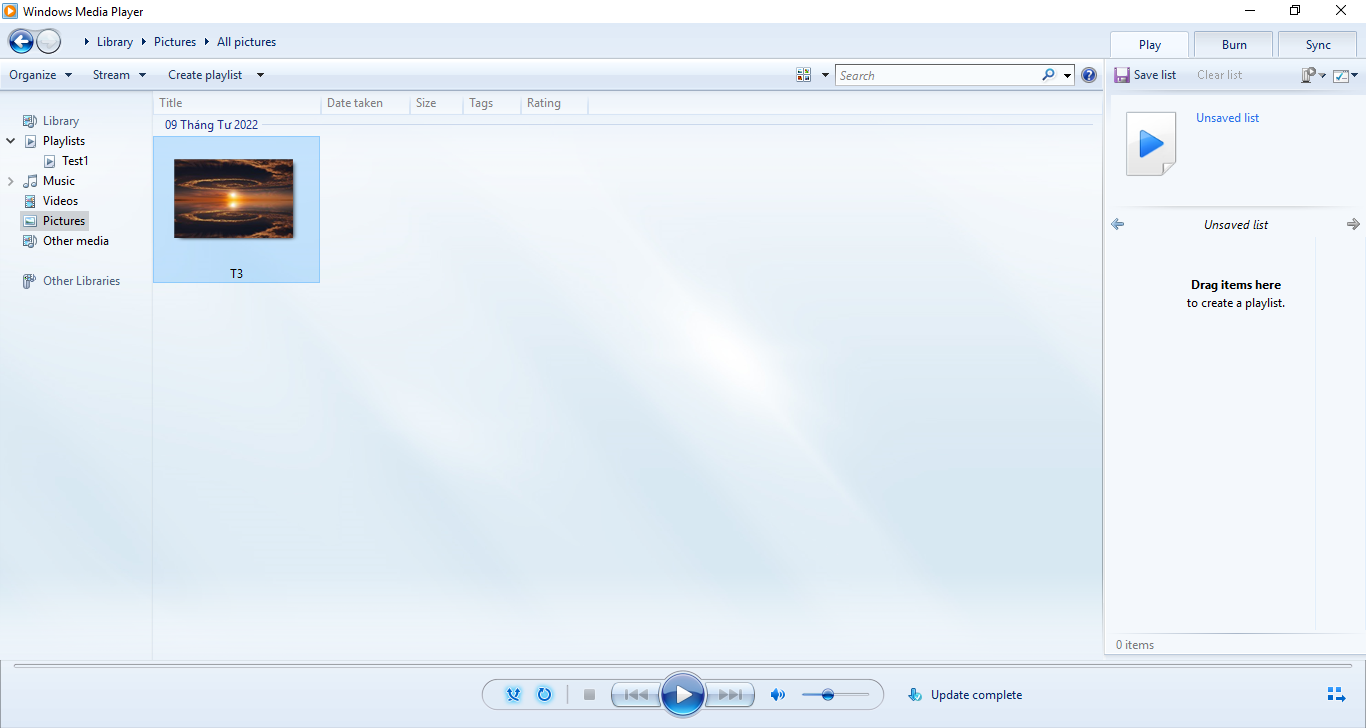 Windows Media Player
Library Pictures All pictures
Play Burn Sync
Organize Stream Create playlist
Search
Save list Clear list
Title Date taken Size Tags Rating
09 Tháng Tư 2022
Library
Playlists
Test1
Music
Videos
Pictures
Other media
Other Libraries
T3
Unsaved list
Unsaved list
Drag items here
to create a playlist.
0 items
Update complete